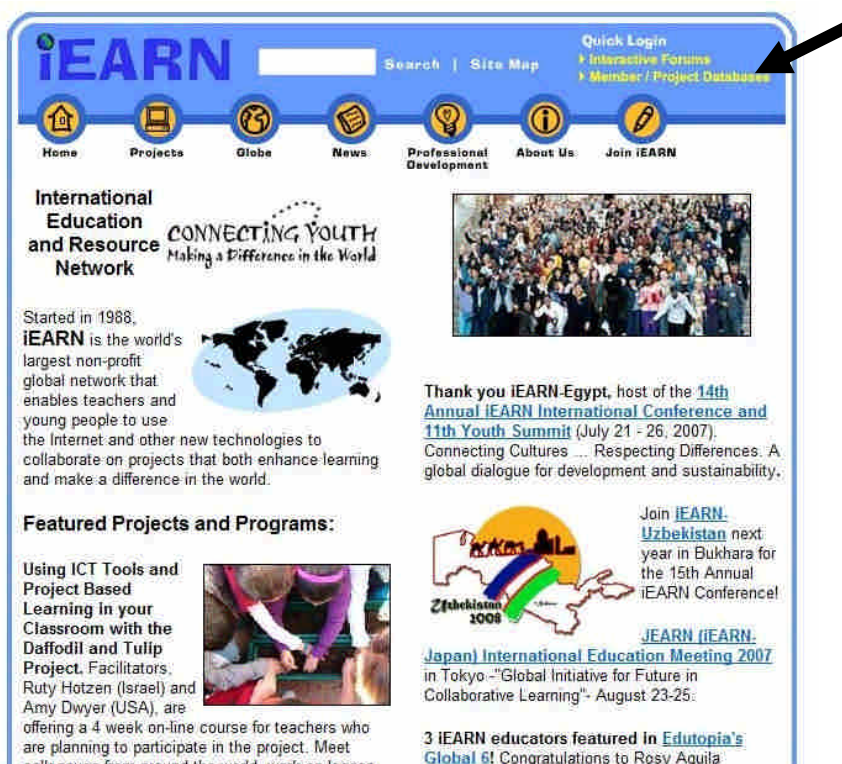 iEARN
Search | Site Map
Quick Login
Interactive Forums
Member / Project Databases
Home
Projects
Globe
News
Professional
Development
About Us
Join iEARN
International
Education
and Resource
Network
CONNECTING YOUTH
Making a Difference in the World
Started in 1988,
iEARN is the world's
largest non-profit
global network that
enables teachers and
young people to use
the Internet and other new technologies to
collaborate on projects that both enhance learning
and make a difference in the world.
Featured Projects and Programs:
Using ICT Tools and
Project Based
Learning in your
Classroom with the
Daffodil and Tulip
Project. Facilitators,
Ruty Hotzen (Israel) and
Amy Dwyer (USA), are
offering a 4 week on-line course for teachers who
are planning to participate in the project. Meet
Thank you iEARN-Egypt, host of the 14th
Annual iEARN International Conference and
11th Youth Summit (July 21 - 26, 2007).
Connecting Cultures ... Respecting Differences. A
global dialogue for development and sustainability.
Uzbekistan
2008
Join iEARN-
Uzbekistan next
year in Bukhara for
the 15th Annual
iEARN Conference!
JEARN (iEARN-
Japan) International Education Meeting 2007
in Tokyo -"Global Initiative for Future in
Collaborative Learning"- August 23-25.
3 iEARN educators featured in Edutopia's
Global 6! Congratulations to Rosy Aguila